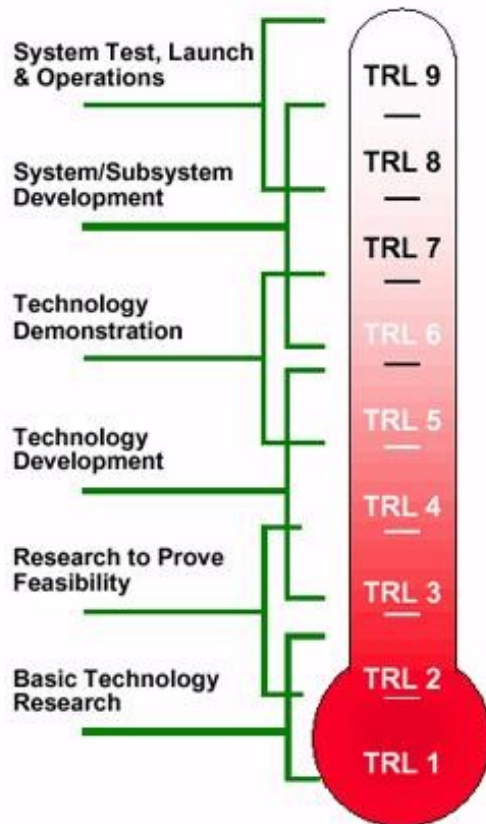 System Test, Launch
& Operations
System/Subsystem
Development
Technology
Demonstration
Technology
Development
Research to Prove
Feasibility
Basic Technology
Research
TRL 9
TRL 8
TRL 7
TRL 6
TRL 5
TRL 4
TRL 3
TRL 2
TRL 1